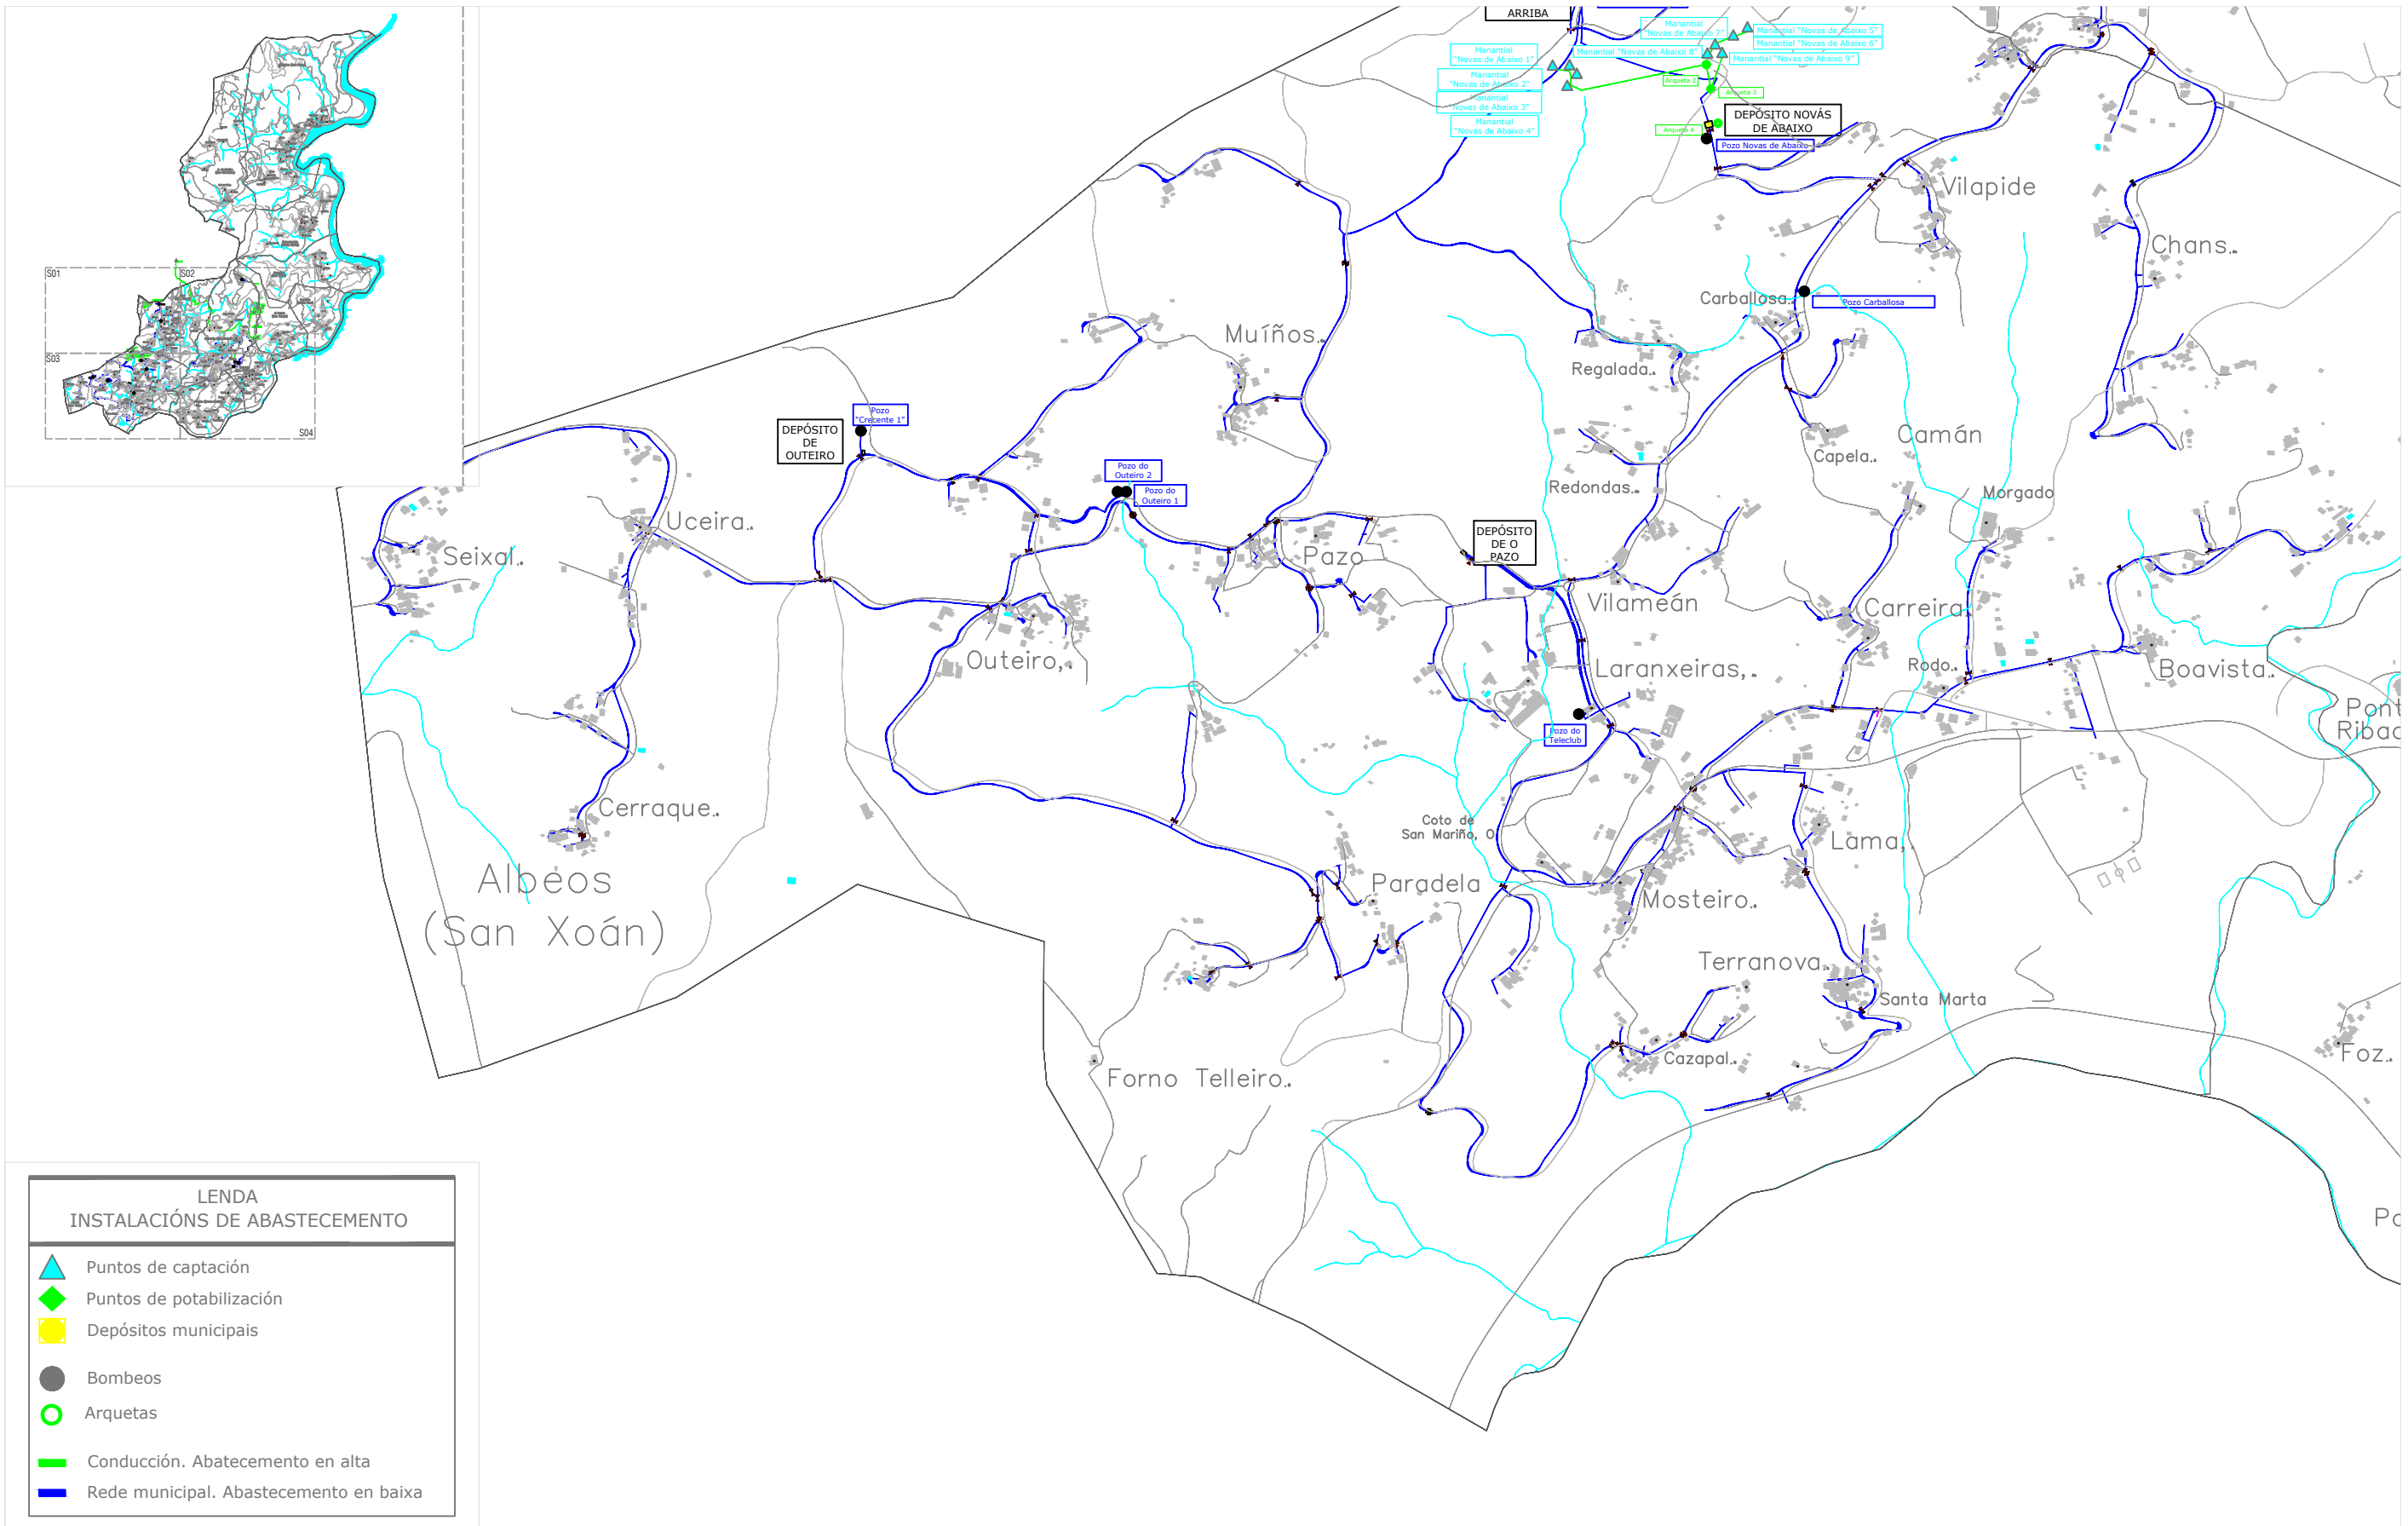 ARRIBA
Manantial
"Novas de Abaixo 7"
Manantial "Novas de Abaixo 5"
Manantial "Novas de Abaixo 6"
Manantial
"Novas de Abaixo 1"
Manantial "Novas de Abaixo 8"
Manantial "Novas de Abaixo 9"
Manantial
"Novas de Abaixo 2"
Manantial
"Novas de Abaixo 3"
Manantial
"Novas de Abaixo 4"
Arqueta 2
Arqueta 3
Arqueta 4
DEPÓSITO NOVÁS
DE ABAIXO
Pozo Novas de Abaixo
Vilapide
Chans..
S01
S02
S03
S04
Carballosa..
Pozo Carballosa
Muíños..
Regalada..
Pozo
"Crecente 1"
DEPÓSITO
DE
OUTEIRO
Camán
Capela..
Pozo do
Outeiro 2
Pozo do
Outeiro 1
Redondas..
Morgado
Uceira..
Seixal..
Pazo
DEPÓSITO
DE O
PAZO
Vilameán
Carreira
Outeiro,.
Laranxeiras,.
Rodo..
Boavista..
Pozo do
Teleclub
Cerraque..
Coto de
San Mariño, O
Lama,.
Albéos
(San Xoán)
Paradela
Mosteiro..
Terranova..
Santa Marta
Cazapal..
Foz..
Forno Telleiro..
LENDA
INSTALACIÓNS DE ABASTECEMENTO
Puntos de captación
Puntos de potabilización
Depósitos municipais
Bombeos
Arquetas
Conducción. Abatecemento en alta
Rede municipal. Abastecemento en baixa